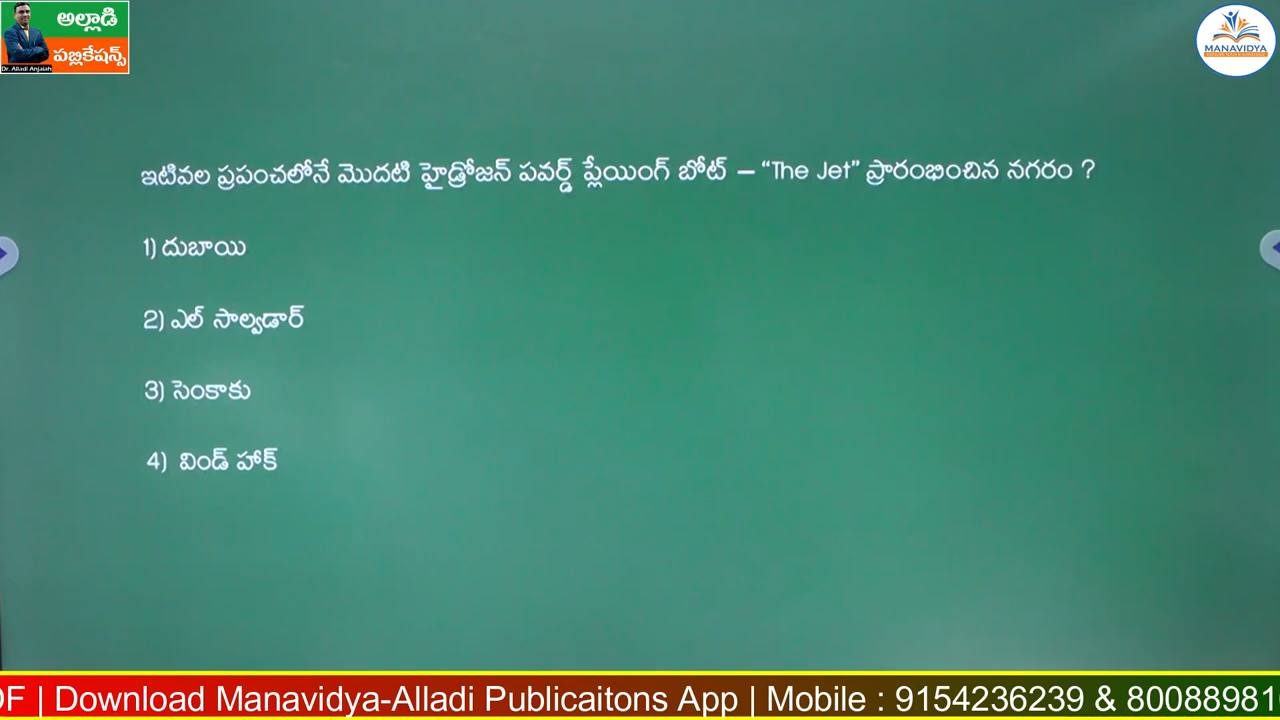 అల్లాడి
పబ్లికేషన్స్
Dr. Alladi Anjaiah
MANAVIDYA
ఇటీవల ప్రపంచలోనే మొదటి హైడ్రోజన్ పవర్డ్ ప్లేయింగ్ బోట్ – “The Jet” ప్రారంభించిన నగరం ?
1) దుబాయి
2) ఎల్ సాల్వడార్
3) సెంకాకు
4) విండ్ హాక్
DF | Download Manavidya-Alladi Publicaitons App | Mobile : 9154236239 & 80088981